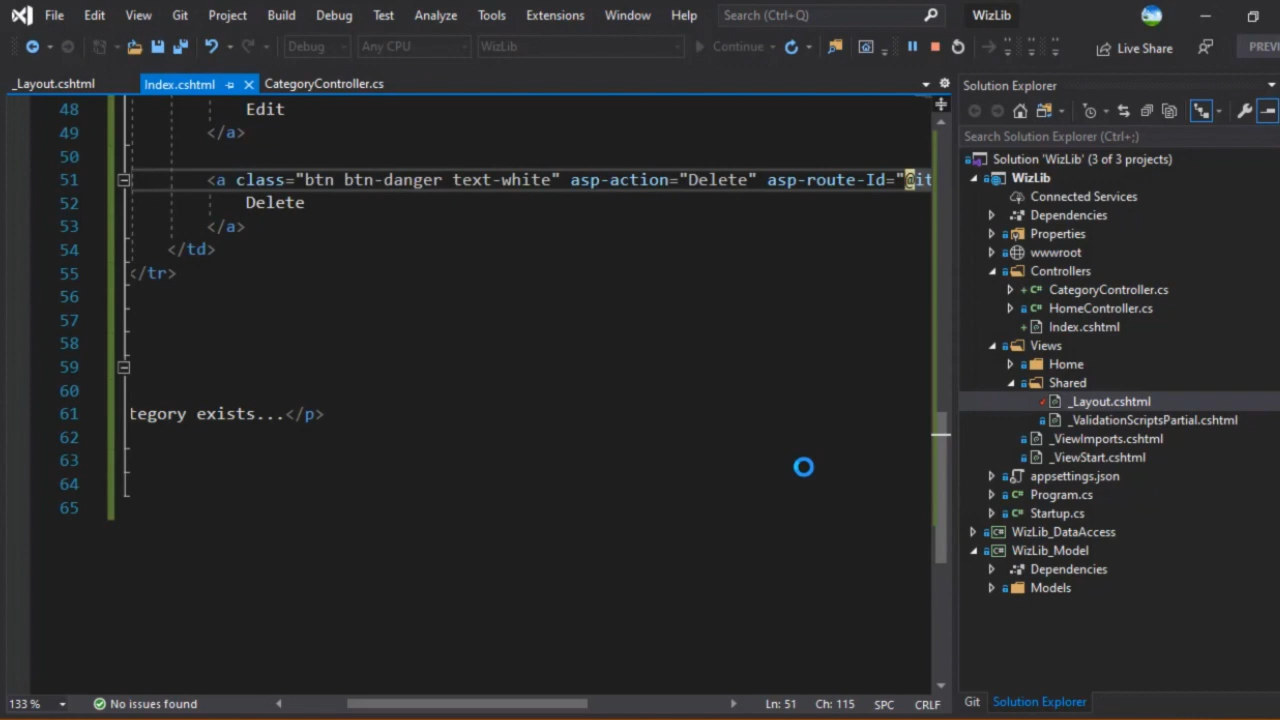 File Edit View Git Project Build Debug Test Analyze Tools Extensions Window Help Search (Ctrl+Q) WizLib
Debug Any CPU WizLib Continue Live Share PREV
_Layout.cshtml Index.cshtml CategoryController.cs
48 Edit
49 </a>
50
51 <a class="btn btn-danger text-white" asp-action="Delete" asp-route-Id="@it
52 Delete
53 </a>
54 </td>
55 </tr>
56
57
58
59
60
61 tegory exists...</p>
62
63
64
65
133 % No issues found Ln: 51 Ch: 115 SPC CRLF
Solution Explorer
Search Solution Explorer (Ctrl+;)
Solution 'WizLib' (3 of 3 projects)
WizLib
Connected Services
Dependencies
Properties
wwwroot
Controllers
CategoryController.cs
HomeController.cs
Index.cshtml
Views
Home
Shared
_Layout.cshtml
_ValidationScriptsPartial.cshtml
_ViewImports.cshtml
_ViewStart.cshtml
appsettings.json
Program.cs
Startup.cs
WizLib_DataAccess
WizLib_Model
Dependencies
Models
Git Solution Explorer